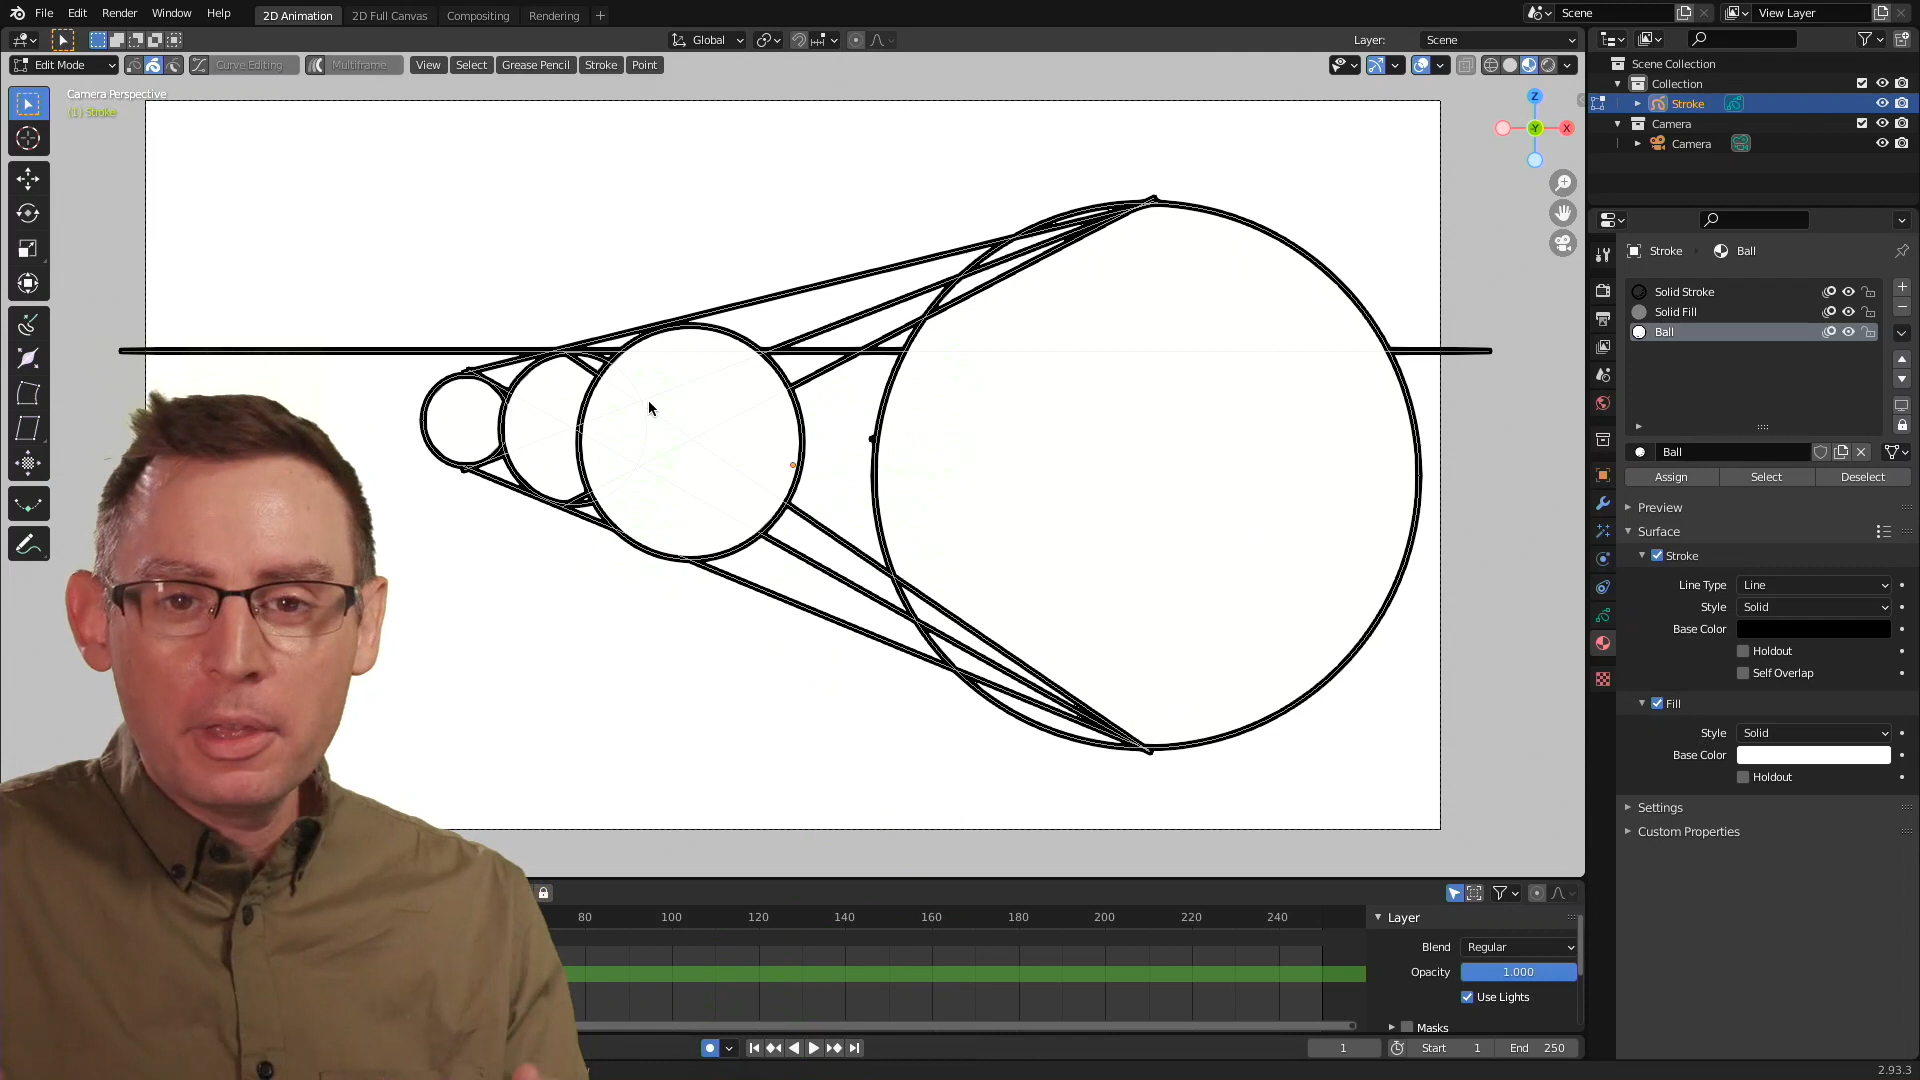 File Edit Render Window Help 2D Animation 2D Full Canvas Compositing Rendering + Scene View Layer
Global Layer: Scene
Edit Mode Curve Editing Multiframe View Select Grease Pencil Stroke Point
Camera Perspective
(1) Stroke
Z
Y
X
Scene Collection
Collection
Stroke
Camera
Camera
Stroke Ball
Solid Stroke
Solid Fill
Ball
Ball
Assign Select Deselect
Preview
Surface
Stroke
Line Type Line
Style Solid
Base Color
Holdout
Self Overlap
Fill
Style Solid
Base Color
Holdout
Settings
Custom Properties
80 100 120 140 160 180 200 220 240
Layer
Blend Regular
Opacity 1.000
Use Lights
Masks
1 Start 1 End 250
2.93.3